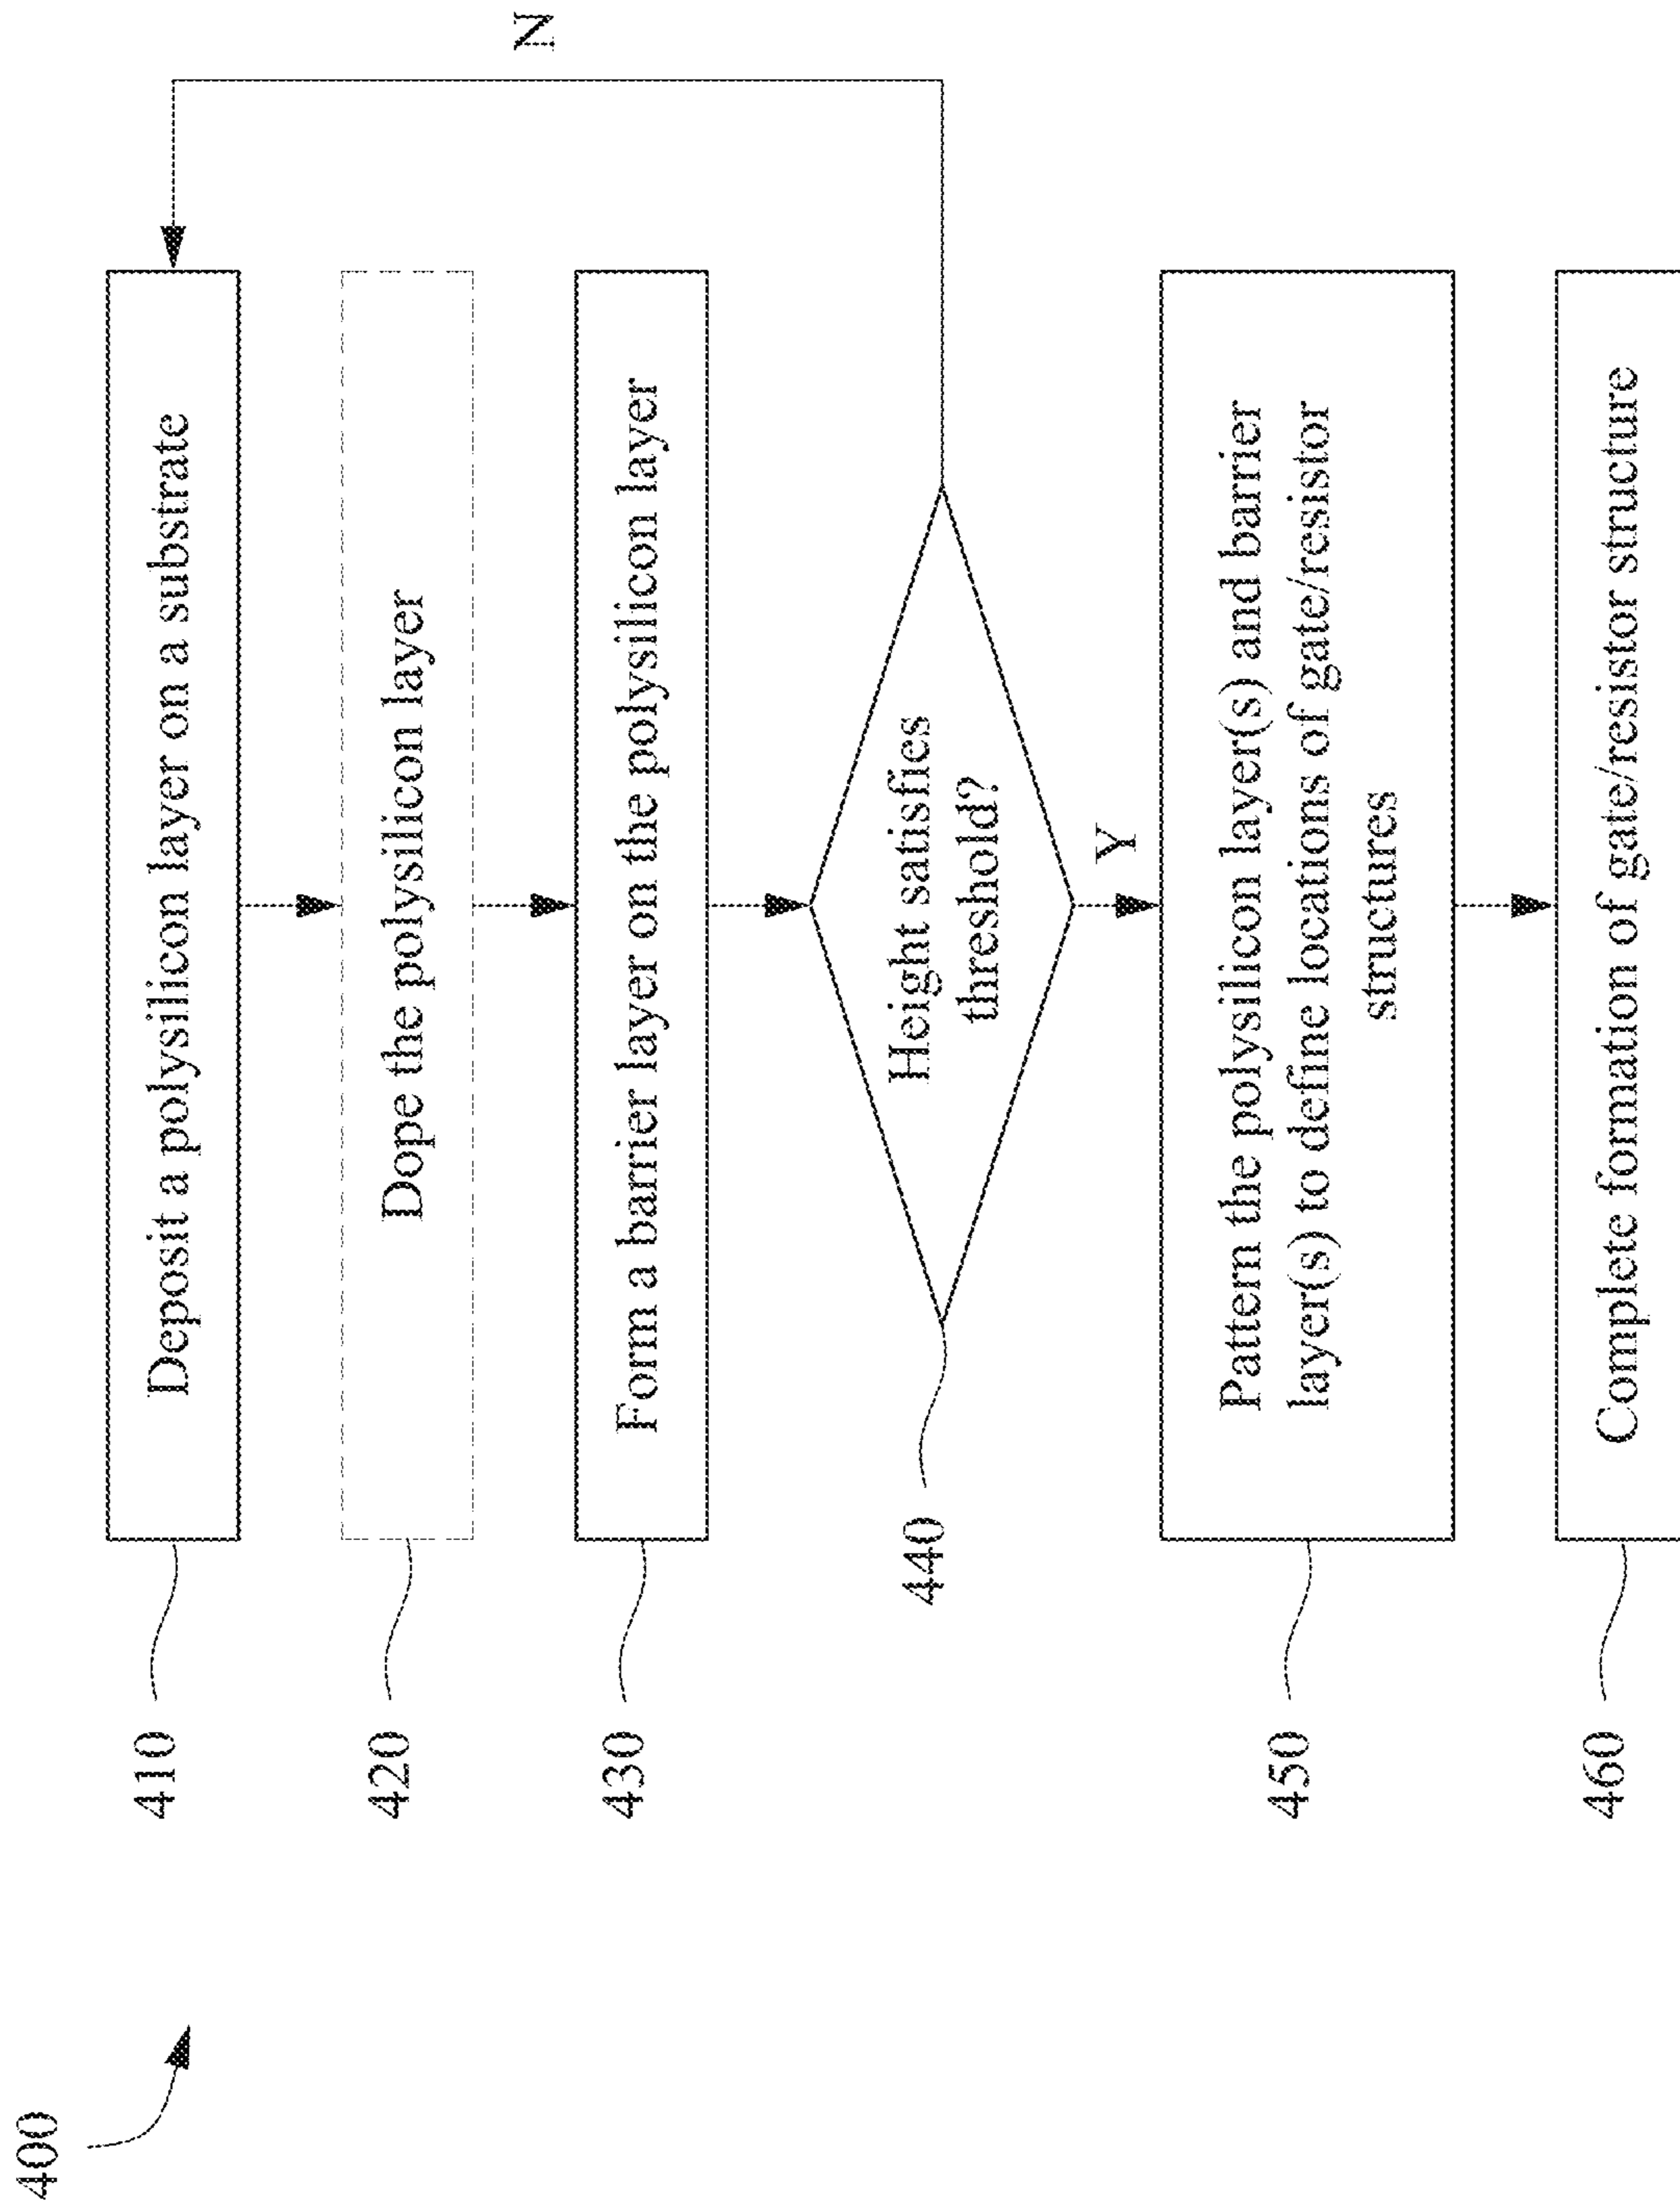 400
410
Deposit a polysilicon layer on a substrate
420
Dope the polysilicon layer
430
Form a barrier layer on the polysilicon layer
440
Height satisfies
threshold?
N
Y
450
Pattern the polysilicon layer(s) and barrier
layer(s) to define locations of gate/resistor
structures
460
Complete formation of gate/resistor structure